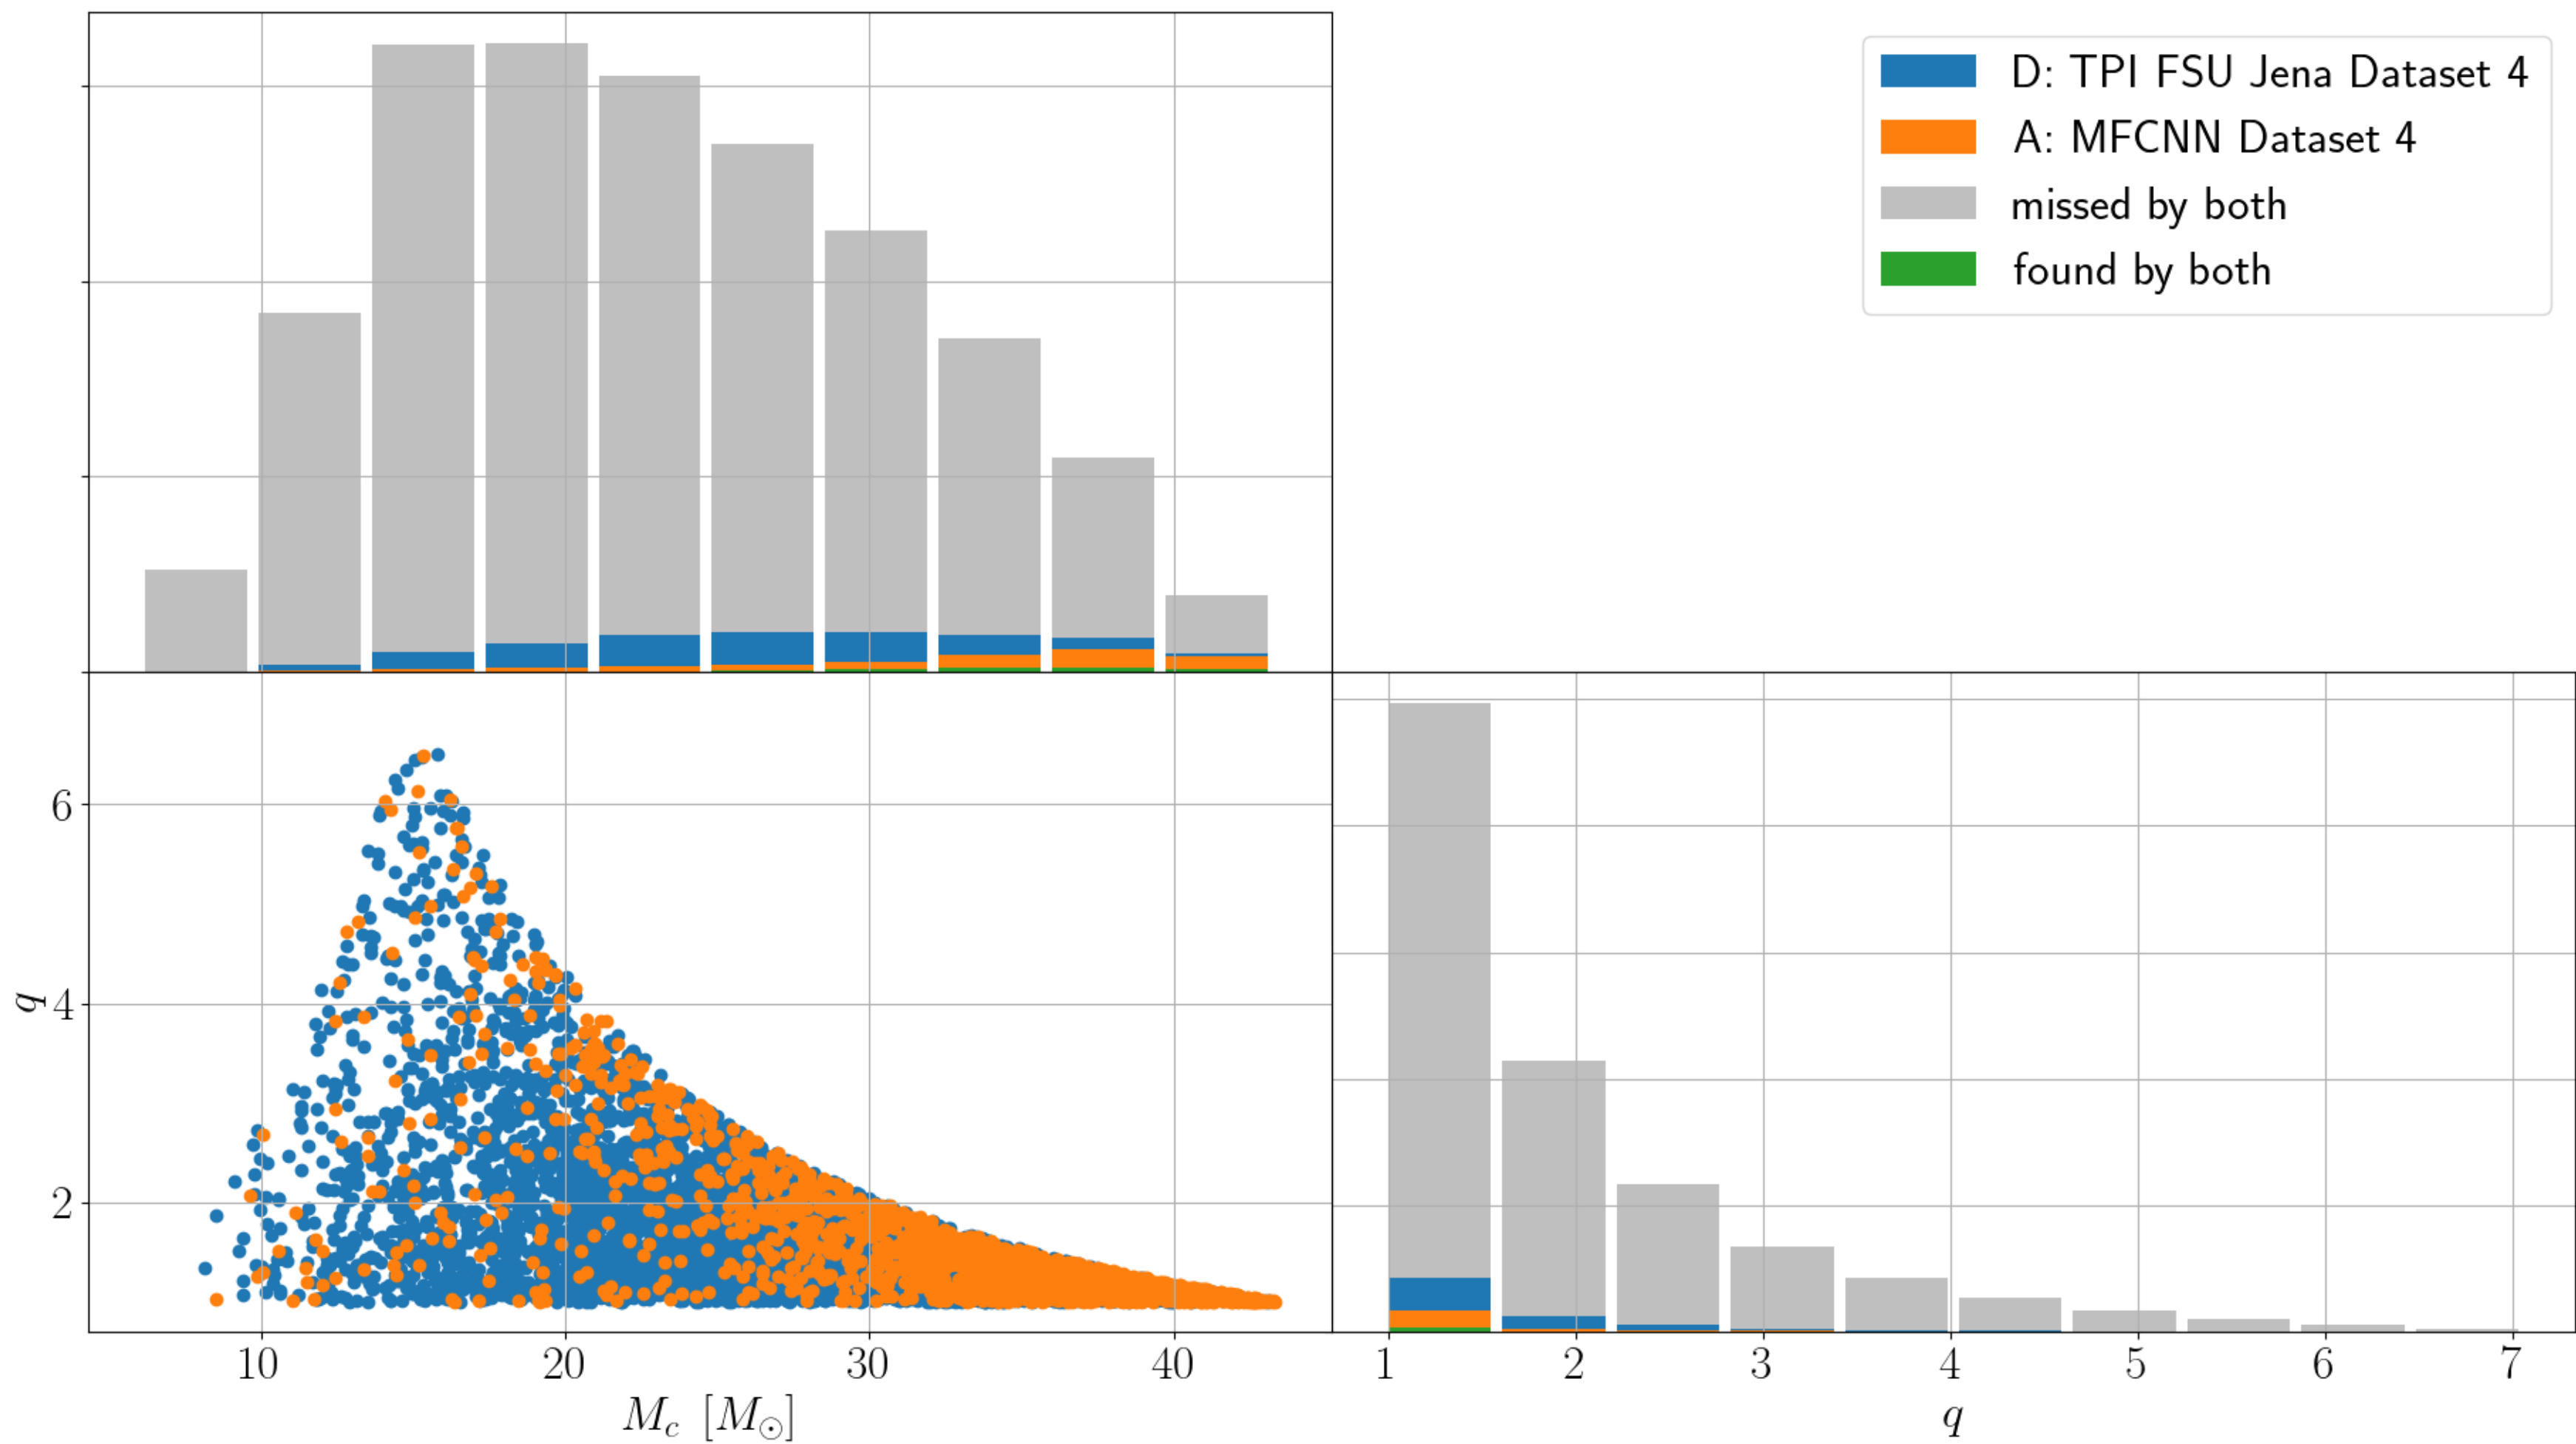 D: TPI FSU Jena Dataset 4
A: MFCNN Dataset 4
missed by both
found by both
6
4
2
q
10 20 30 40
M_c [M_⊙]
1 2 3 4 5 6 7
q